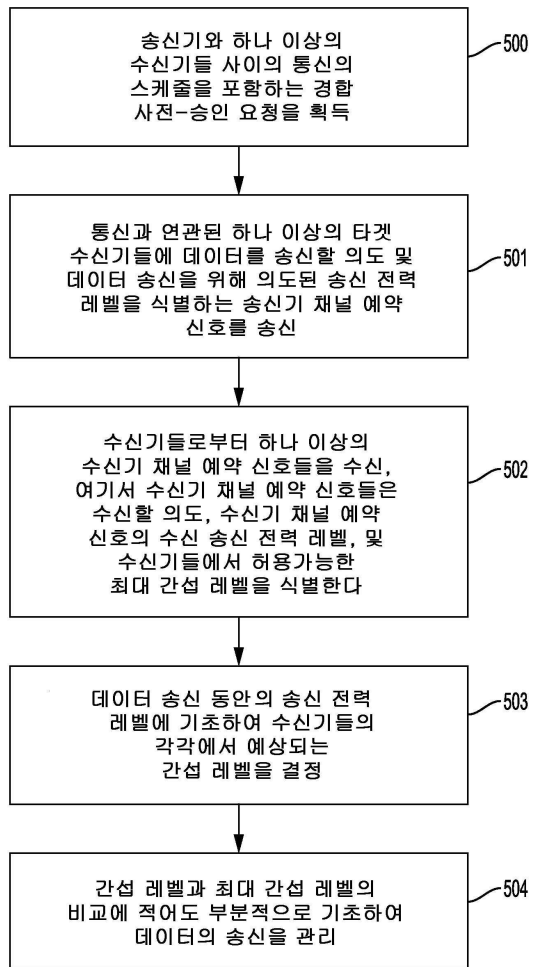 송신기와 하나 이상의
수신기들 사이의 통신의
스케줄을 포함하는 경합
사전-승인 요청을 획득
500
통신과 연관된 하나 이상의 타겟
수신기들에 데이터를 송신할 의도 및
데이터 송신을 위해 의도된 송신 전력
레벨을 식별하는 송신기 채널 예약
신호를 송신
501
수신기들로부터 하나 이상의
수신기 채널 예약 신호들을 수신,
여기서 수신기 채널 예약 신호들은
수신할 의도, 수신기 채널 예약
신호의 수신 송신 전력 레벨, 및
수신기들에서 허용가능한
최대 간섭 레벨을 식별한다
502
데이터 송신 동안의 송신 전력
레벨에 기초하여 수신기들의
각각에서 예상되는
간섭 레벨을 결정
503
간섭 레벨과 최대 간섭 레벨의
비교에 적어도 부분적으로 기초하여
데이터의 송신을 관리
504